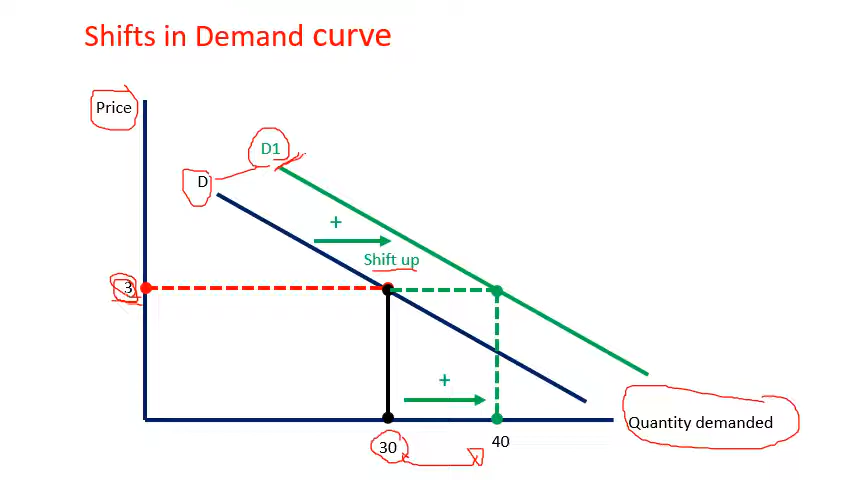 Shifts in Demand curve
Price
D1
D
+
Shift up
3
+
Quantity demanded
30
40